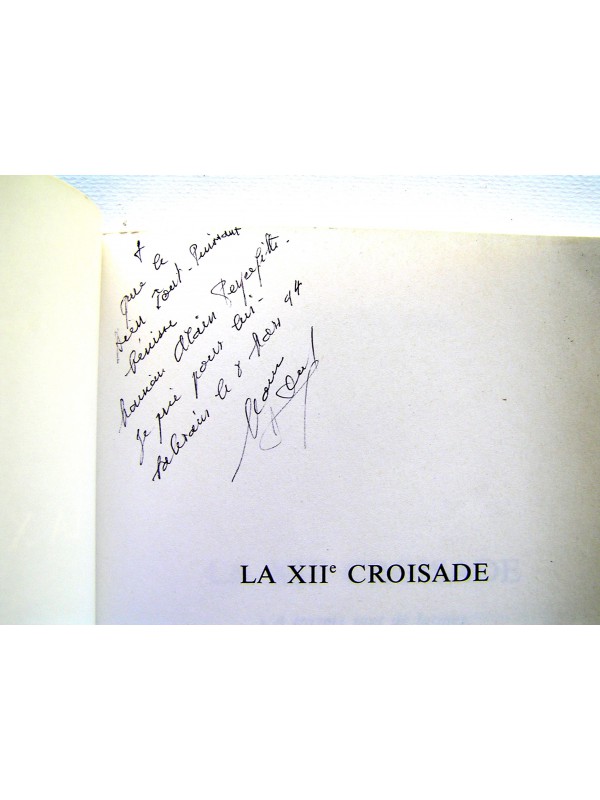 +
que le
Dieu Tout-Puissant
bénisse
Monsieur Alain Peyrefitte.
je prie pour lui -
le 8 Mars 94
LA XIIe CROISADE